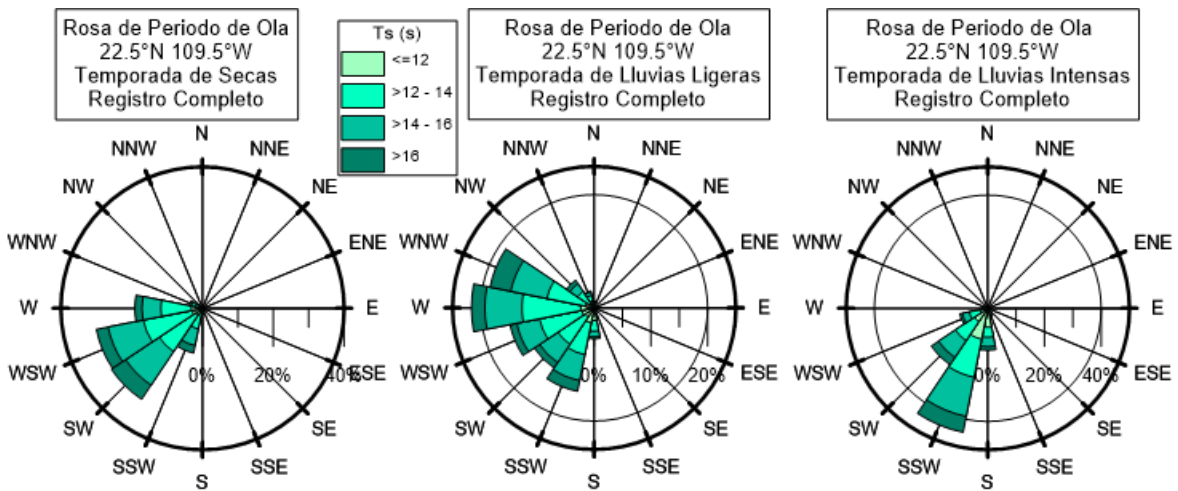 Rosa de Periodo de Ola
22.5°N 109.5°W
Temporada de Secas
Registro Completo
Ts (s)
<=12
>12 - 14
>14 - 16
>16
Rosa de Periodo de Ola
22.5°N 109.5°W
Temporada de Lluvias Ligeras
Registro Completo
Rosa de Periodo de Ola
22.5°N 109.5°W
Temporada de Lluvias Intensas
Registro Completo
N
NNW
NNE
NW
NE
WNW
ENE
W
E
0%
20%
40%
WSW
ESE
SW
SE
SSW
SSE
S
N
NNW
NNE
NW
NE
WNW
ENE
W
E
0%
10%
20%
WSW
ESE
SW
SE
SSW
SSE
S
N
NNW
NNE
NW
NE
WNW
ENE
W
E
0%
20%
40%
WSW
ESE
SW
SE
SSW
SSE
S